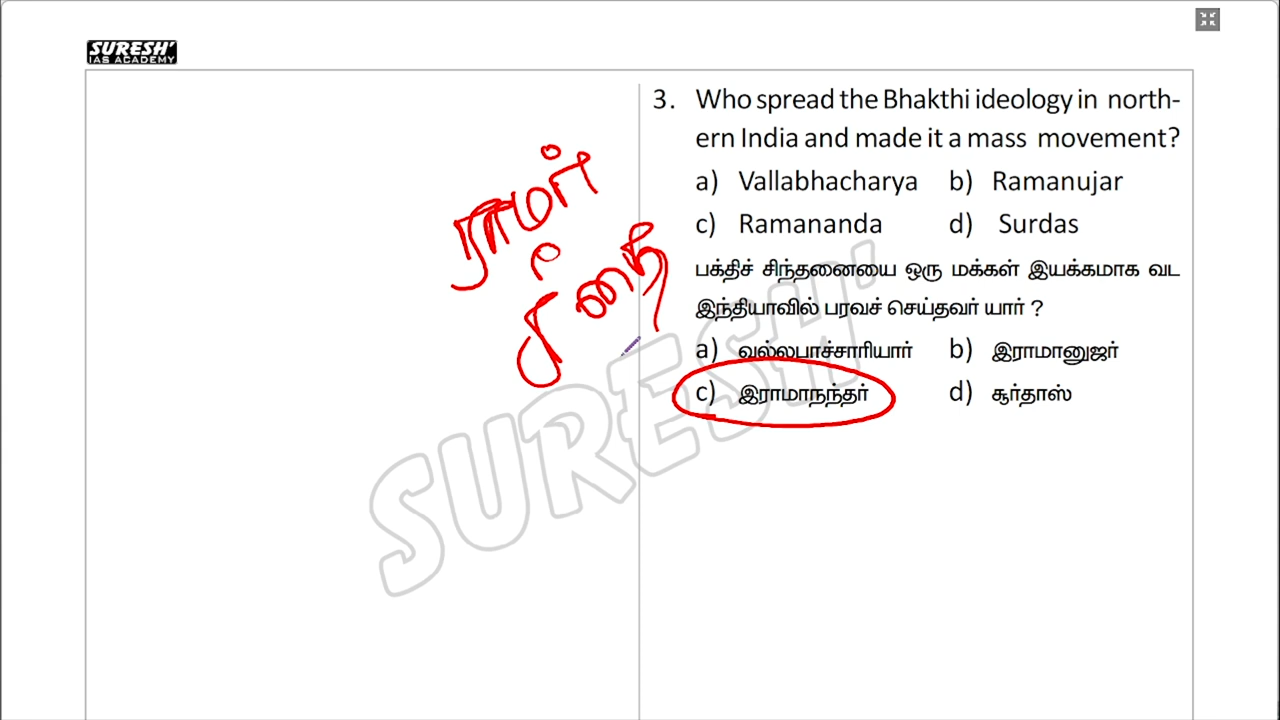 SURESH'
IAS ACADEMY
3. Who spread the Bhakthi ideology in north-
ern India and made it a mass movement?
a) Vallabhacharya b) Ramanujar
c) Ramananda d) Surdas
பக்திச் சிந்தனையை ஒரு மக்கள் இயக்கமாக வட
இந்தியாவில் பரவச் செய்தவர் யார் ?
a) வல்லபாச்சாரியார் b) இராமானுஜர்
c) இராமாநந்தர் d) சூர்தாஸ்
ராமர்
SURESH'